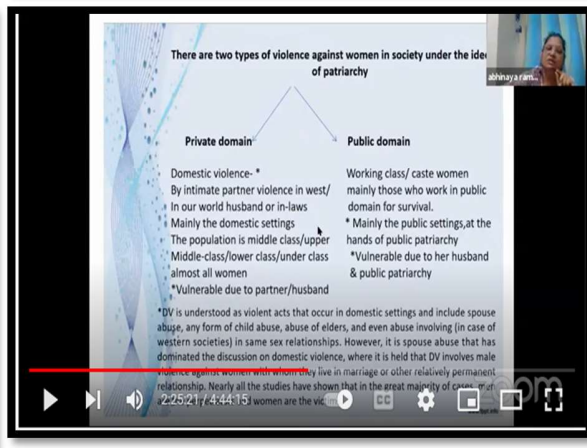 There are two types of violence against women in society under the idea
of patriarchy
abhinaya ram...
Private domain
Public domain
Domestic violence- *
By intimate partner violence in west/
In our world husband or in-laws
Mainly the domestic settings
The population is middle class/upper
Middle-class/lower class/under class
almost all women
*Vulnerable due to partner/husband
Working class/ caste women
mainly those who work in public
domain for survival.
* Mainly the public settings,at the
hands of public patriarchy
*Vulnerable due to her husband
& public patriarchy
*DV is understood as violent acts that occur in domestic settings and include spouse
abuse, any form of child abuse, abuse of elders, and even abuse involving (in case of
western societies) in same sex relationships. However, it is spouse abuse that has
dominated the discussion on domestic violence, where it is held that DV involves male
violence against women with whom they live in marriage or other relatively permanent
relationship. Nearly all the studies have shown that in the great majority of cases, men
and women are the
zoom
2:25:21 / 4:44:15
CC